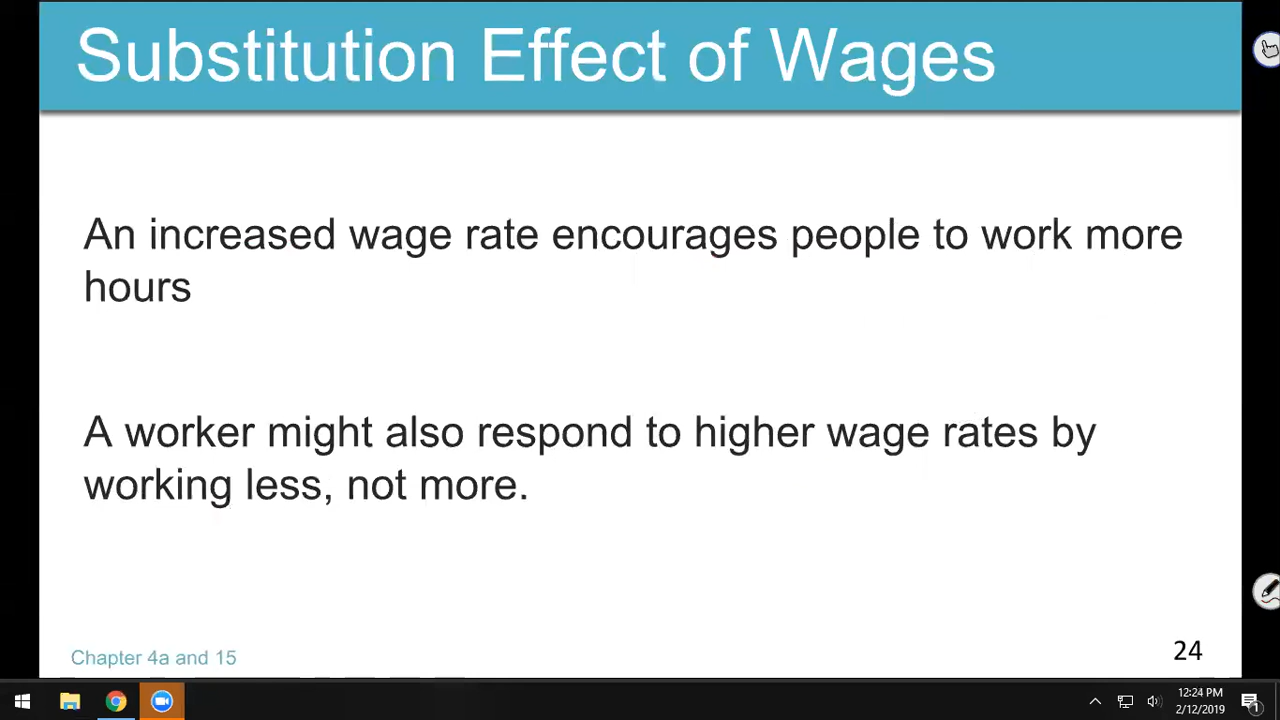 Substitution Effect of Wages
An increased wage rate encourages people to work more
hours
A worker might also respond to higher wage rates by
working less, not more.
Chapter 4a and 15
24
12:24 PM
2/12/2019
1